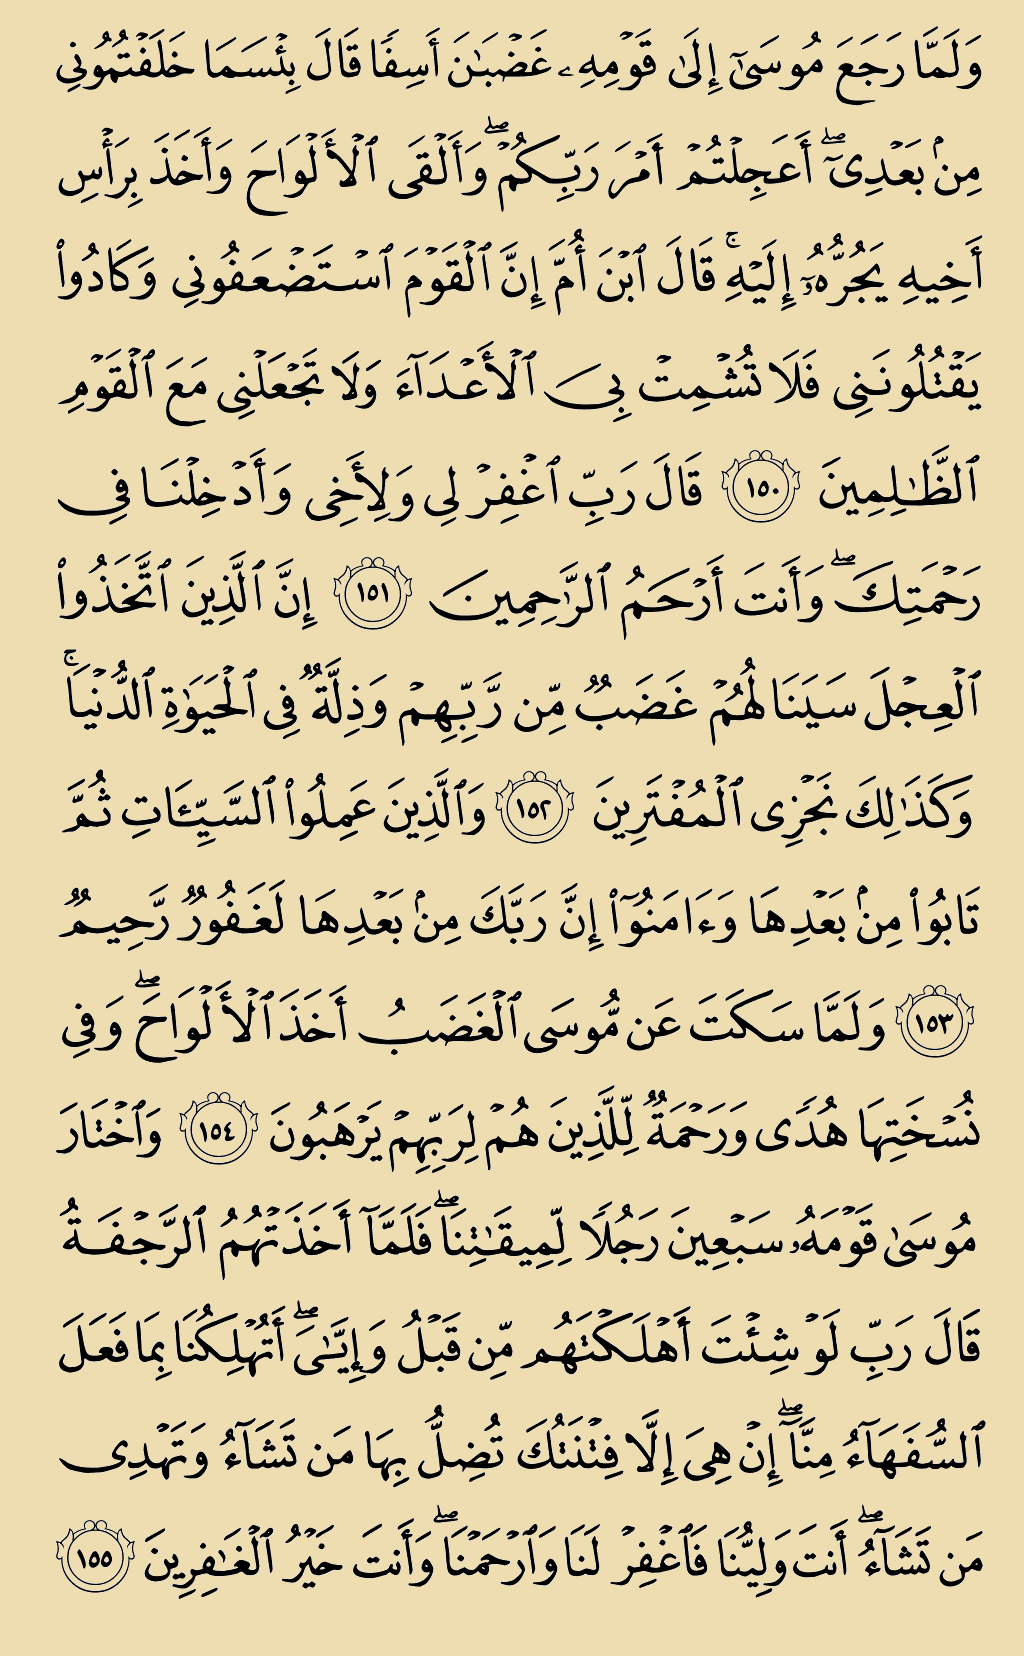 وَلَمَّا رَجَعَ مُوسَىٰٓ إِلَىٰ قَوْمِهِۦ غَضْبَٰنَ أَسِفًا قَالَ بِئْسَمَا خَلَفْتُمُونِى
مِنۢ بَعْدِىٓ ۖ أَعَجِلْتُمْ أَمْرَ رَبِّكُمْ ۖ وَأَلْقَى ٱلْأَلْوَاحَ وَأَخَذَ بِرَأْسِ
أَخِيهِ يَجُرُّهُۥٓ إِلَيْهِ ۚ قَالَ ٱبْنَ أُمَّ إِنَّ ٱلْقَوْمَ ٱسْتَضْعَفُونِى وَكَادُوا۟
يَقْتُلُونَنِى فَلَا تُشْمِتْ بِىَ ٱلْأَعْدَآءَ وَلَا تَجْعَلْنِى مَعَ ٱلْقَوْمِ
ٱلظَّٰلِمِينَ ١٥٠ قَالَ رَبِّ ٱغْفِرْ لِى وَلِأَخِى وَأَدْخِلْنَا فِى
رَحْمَتِكَ ۖ وَأَنتَ أَرْحَمُ ٱلرَّٰحِمِينَ ١٥١ إِنَّ ٱلَّذِينَ ٱتَّخَذُوا۟
ٱلْعِجْلَ سَيَنَالُهُمْ غَضَبٌ مِّن رَّبِّهِمْ وَذِلَّةٌ فِى ٱلْحَيَوٰةِ ٱلدُّنْيَا ۚ
وَكَذَٰلِكَ نَجْزِى ٱلْمُفْتَرِينَ ١٥٢ وَٱلَّذِينَ عَمِلُوا۟ ٱلسَّيِّـَٔاتِ ثُمَّ
تَابُوا۟ مِنۢ بَعْدِهَا وَءَامَنُوٓا۟ إِنَّ رَبَّكَ مِنۢ بَعْدِهَا لَغَفُورٌ رَّحِيمٌ
١٥٣ وَلَمَّا سَكَتَ عَن مُّوسَى ٱلْغَضَبُ أَخَذَ ٱلْأَلْوَاحَ ۖ وَفِى
نُسْخَتِهَا هُدًى وَرَحْمَةٌ لِّلَّذِينَ هُمْ لِرَبِّهِمْ يَرْهَبُونَ ١٥٤ وَٱخْتَارَ
مُوسَىٰ قَوْمَهُۥ سَبْعِينَ رَجُلًا لِّمِيقَٰتِنَا ۖ فَلَمَّآ أَخَذَتْهُمُ ٱلرَّجْفَةُ
قَالَ رَبِّ لَوْ شِئْتَ أَهْلَكْتَهُم مِّن قَبْلُ وَإِيَّٰىَ ۖ أَتُهْلِكُنَا بِمَا فَعَلَ
ٱلسُّفَهَآءُ مِنَّآ ۖ إِنْ هِىَ إِلَّا فِتْنَتُكَ تُضِلُّ بِهَا مَن تَشَآءُ وَتَهْدِى
مَن تَشَآءُ ۖ أَنتَ وَلِيُّنَا فَٱغْفِرْ لَنَا وَٱرْحَمْنَا ۖ وَأَنتَ خَيْرُ ٱلْغَٰفِرِينَ ١٥٥